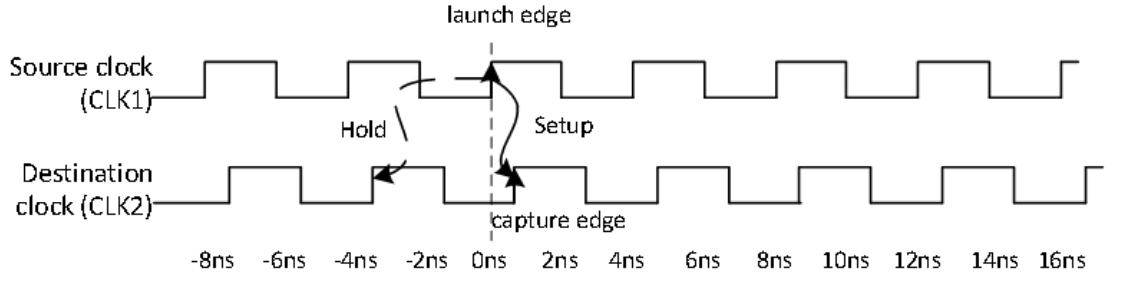 launch edge
Source clock
(CLK1)
Hold
Setup
Destination
clock (CLK2)
capture edge
-8ns -6ns -4ns -2ns 0ns 2ns 4ns 6ns 8ns 10ns 12ns 14ns 16ns